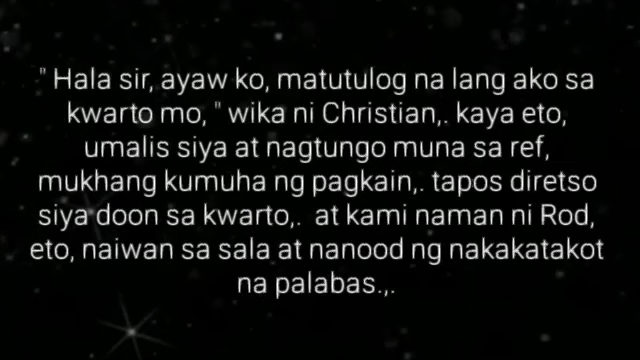 " Hala sir, ayaw ko, matutulog na lang ako sa
kwarto mo, " wika ni Christian,. kaya eto,
umalis siya at nagtungo muna sa ref,
mukhang kumuha ng pagkain,. tapos diretso
siya doon sa kwarto,.  at kami naman ni Rod,
eto, naiwan sa sala at nanood ng nakakatakot
na palabas.,.